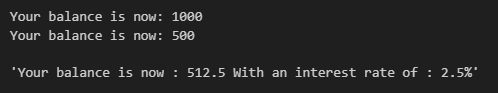 Your balance is now: 1000
Your balance is now: 500
'Your balance is now : 512.5 With an interest rate of : 2.5%'